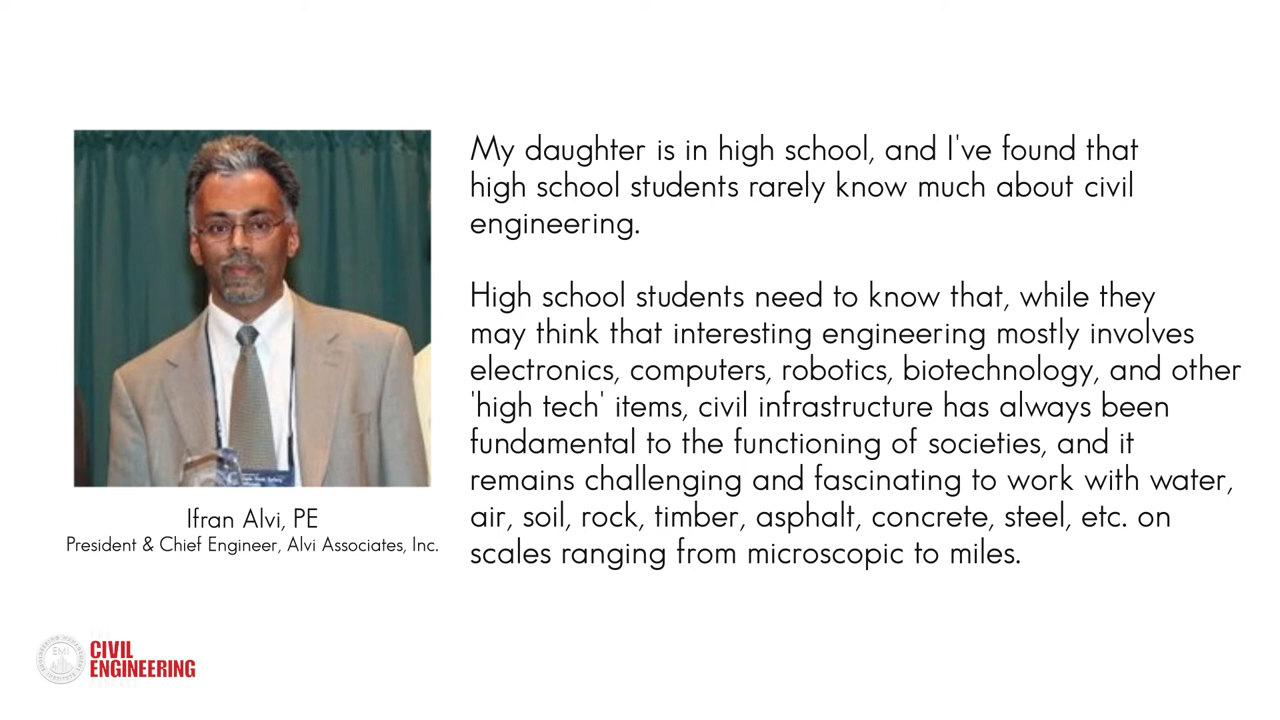 My daughter is in high school, and I've found that
high school students rarely know much about civil
engineering.
High school students need to know that, while they
may think that interesting engineering mostly involves
electronics, computers, robotics, biotechnology, and other
'high tech' items, civil infrastructure has always been
fundamental to the functioning of societies, and it
remains challenging and fascinating to work with water,
air, soil, rock, timber, asphalt, concrete, steel, etc. on
scales ranging from microscopic to miles.
Ifran Alvi, PE
President & Chief Engineer, Alvi Associates, Inc.
EMI
CIVIL
ENGINEERING